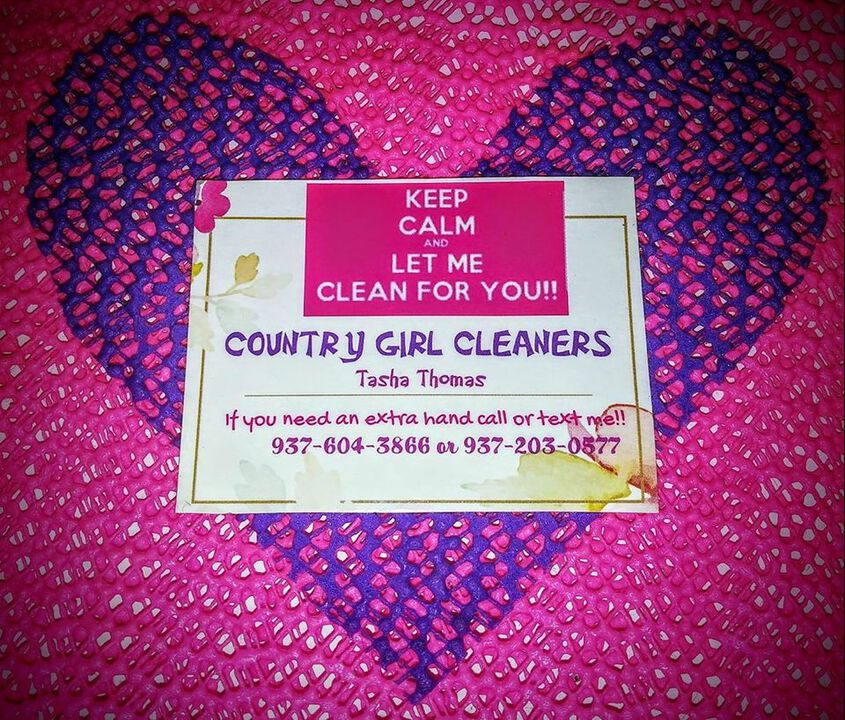 KEEP
CALM
AND
LET ME
CLEAN FOR YOU!!
COUNTRY GIRL CLEANERS
Tasha Thomas
If you need an extra hand call or text me!!
937-604-3866 or 937-203-0577